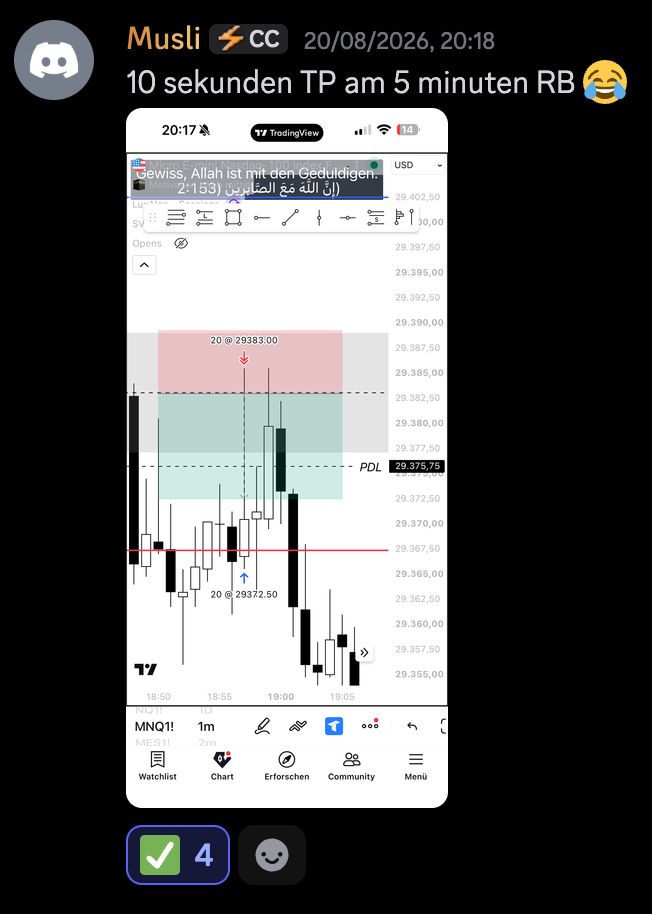 Musli ⚡CC 20/08/2026, 20:18
10 sekunden TP am 5 minuten RB 😂
20:17
TradingView
14
Micro E-mini Nasdaq-100 Index F
Gewiss, Allah ist mit den Geduldigen.
(إِنَّ اللَّهَ مَعَ الصَّابِرِينَ (2:153
USD
29.402,50
29.397,50
29.395,00
29.392,50
29.390,00
29.387,50
29.385,00
29.382,50
29.380,00
29.377,50
29.375,75
29.372,50
29.370,00
29.367,50
29.365,00
29.362,50
29.360,00
29.357,50
29.355,00
Opens
20 @ 29383.00
PDL
20 @ 29372.50
18:50 18:55 19:00 19:05
NQ1! 1D
MNQ1! 1m
MES1! 2m
Watchlist Chart Erforschen Community Menü
4